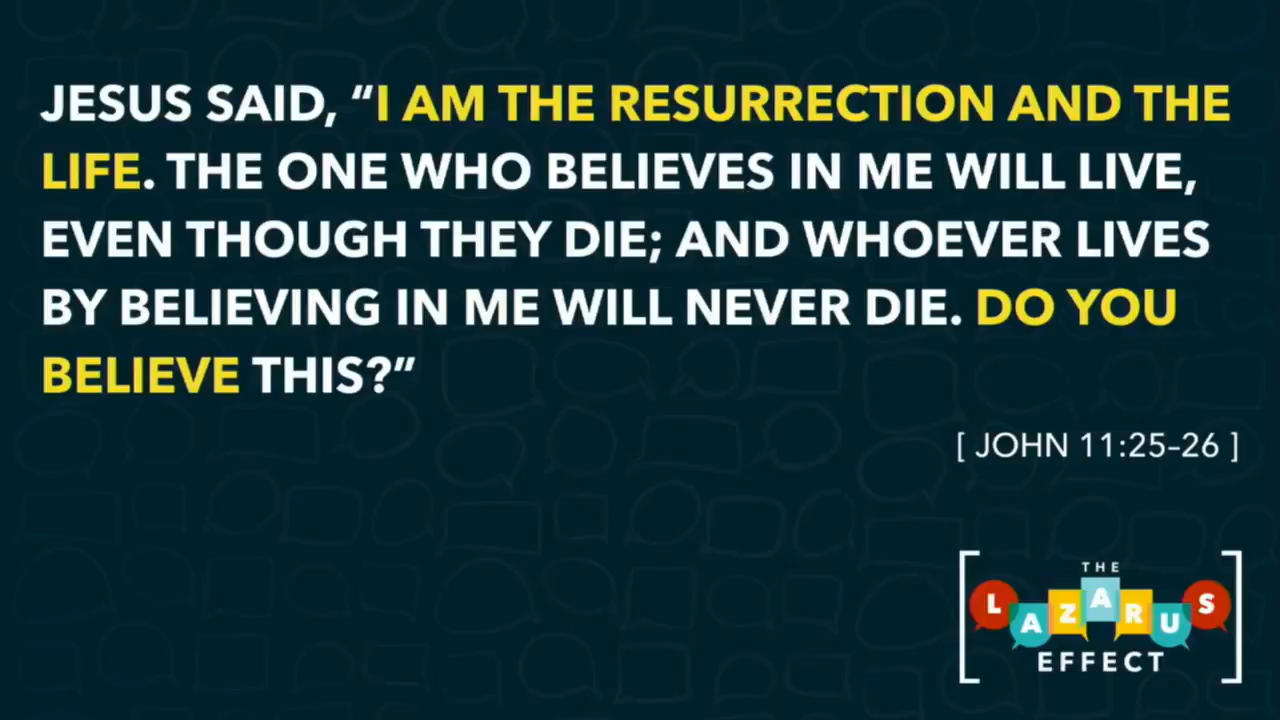 JESUS SAID, “I AM THE RESURRECTION AND THE
LIFE. THE ONE WHO BELIEVES IN ME WILL LIVE,
EVEN THOUGH THEY DIE; AND WHOEVER LIVES
BY BELIEVING IN ME WILL NEVER DIE. DO YOU
BELIEVE THIS?”
[ JOHN 11:25–26 ]
THE
LAZARUS
EFFECT